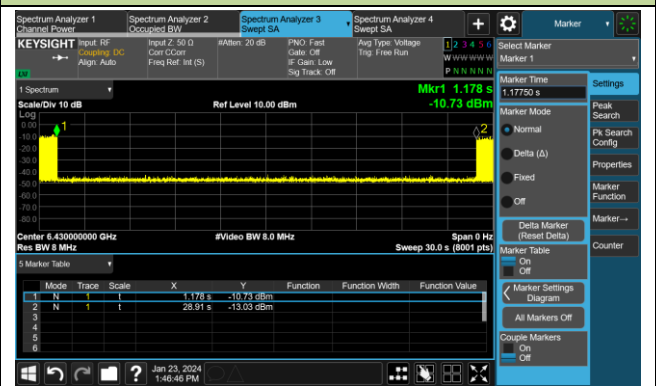 Spectrum Analyzer 1
Channel Power
Spectrum Analyzer 2
Occupied BW
Spectrum Analyzer 3
Swept SA
Spectrum Analyzer 4
Swept SA
Marker
KEYSIGHT
Input: RF
Coupling: DC
Align: Auto
Input Z: 50 Ω
Corr CCorr
Freq Ref: Int (S)
#Atten: 20 dB
PNO: Fast
Gate: Off
IF Gain: Low
Sig Track: Off
Avg Type: Voltage
Trig: Free Run
1 2 3 4 5 6
W W W W W W
P N N N N N
Select Marker
Marker 1
1 Spectrum
Scale/Div 10 dB
Ref Level 10.00 dBm
Mkr1 1.178 s
-10.73 dBm
Log
0.00
-10.0
-20.0
-30.0
-40.0
-50.0
-60.0
-70.0
-80.0
1
2
Center 6.430000000 GHz
#Video BW 8.0 MHz
Span 0 Hz
Res BW 8 MHz
Sweep 30.0 s (8001 pts)
5 Marker Table
Mode Trace Scale X Y Function Function Width Function Value
1 N 1 t 1.178 s -10.73 dBm
2 N 1 t 28.91 s -13.03 dBm
3
4
5
6
Marker Time
1.17750 s
Marker Mode
Normal
Delta (Δ)
Fixed
Off
Delta Marker
(Reset Delta)
Marker Table
On
Off
Marker Settings
Diagram
All Markers Off
Couple Markers
On
Off
Settings
Peak
Search
Pk Search
Config
Properties
Marker
Function
Marker→
Counter
Jan 23, 2024
1:46:46 PM